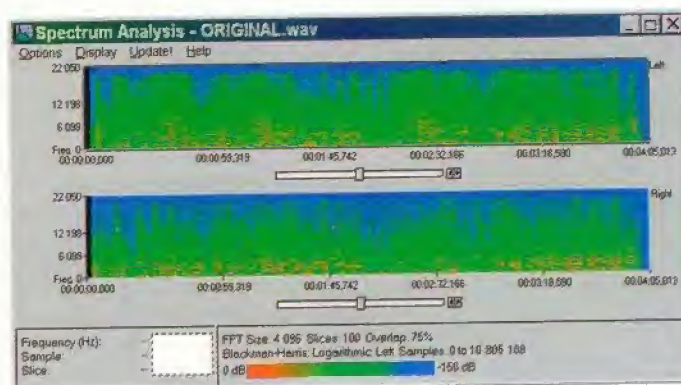 Spectrum Analysis - ORIGINAL.wav
Options Display Update! Help
22 050 Left
12 198
6 099
Freq. 0
00:00:00,000 00:00:59,319 00:01:45,742 00:02:32,166 00:03:18,590 00:04:05,013
22 050 Right
12 198
6 099
Freq. 0
00:00:00,000 00:00:59,319 00:01:45,742 00:02:32,166 00:03:18,590 00:04:05,013
Frequency (Hz): --
Sample: --
Slice: --
FFT Size: 4 096 Slices: 100 Overlap: 75%
Blackman-Harris: Logarithmic: Left Samples: 0 to 10 805 108
0 dB -150 dB